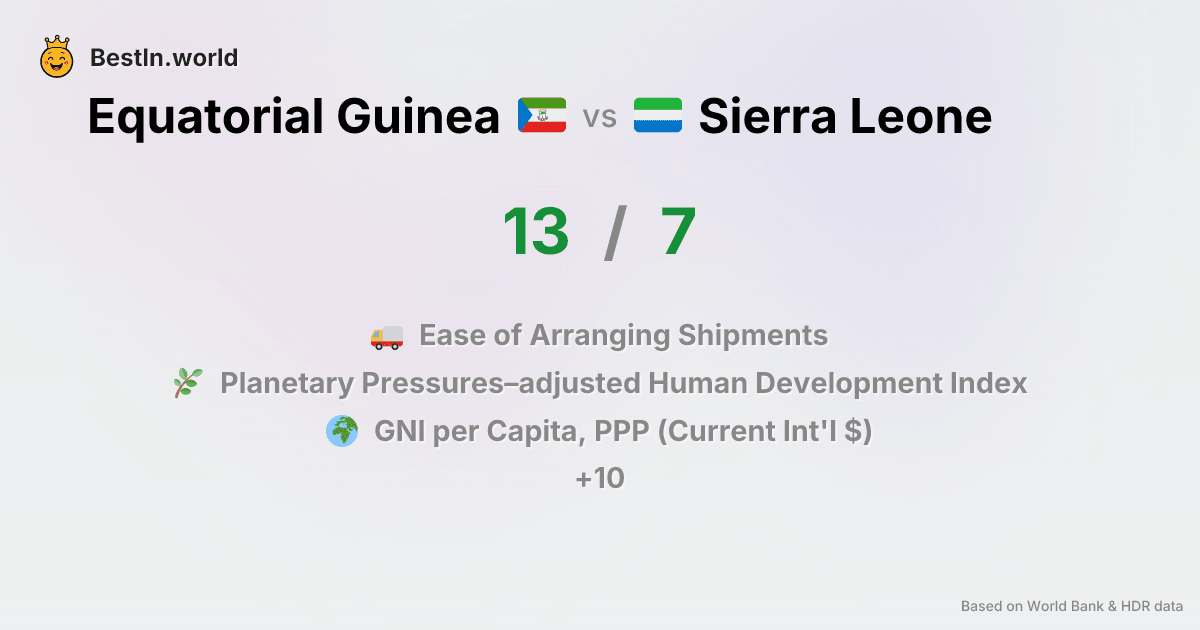 BestIn.world
Equatorial Guinea vs Sierra Leone
13 / 7
Ease of Arranging Shipments
Planetary Pressures–adjusted Human Development Index
GNI per Capita, PPP (Current Int'l $)
+10
Based on World Bank & HDR data